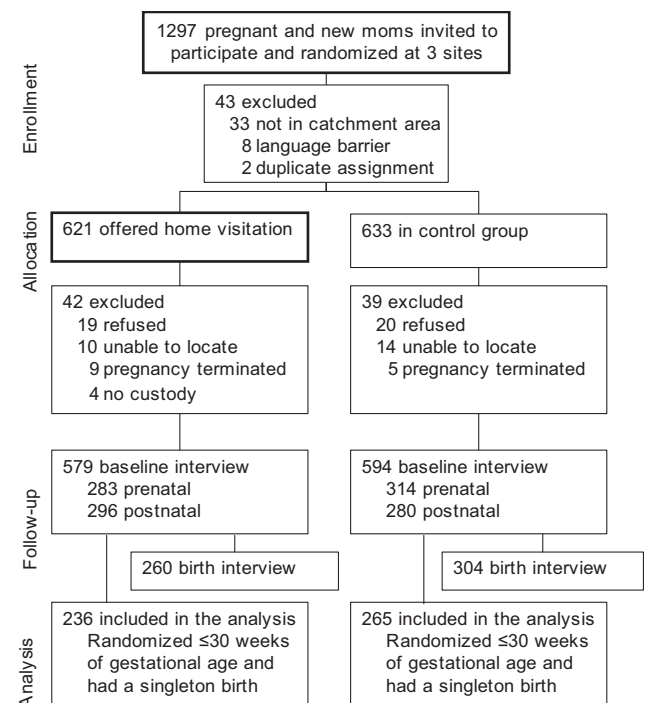 1297 pregnant and new moms invited to
participate and randomized at 3 sites
Enrollment
43 excluded
33 not in catchment area
8 language barrier
2 duplicate assignment
Allocation
621 offered home visitation
633 in control group
42 excluded
19 refused
10 unable to locate
9 pregnancy terminated
4 no custody
39 excluded
20 refused
14 unable to locate
5 pregnancy terminated
Follow-up
579 baseline interview
283 prenatal
296 postnatal
594 baseline interview
314 prenatal
280 postnatal
260 birth interview
304 birth interview
Analysis
236 included in the analysis
Randomized ≤30 weeks
of gestational age and
had a singleton birth
265 included in the analysis
Randomized ≤30 weeks
of gestational age and
had a singleton birth